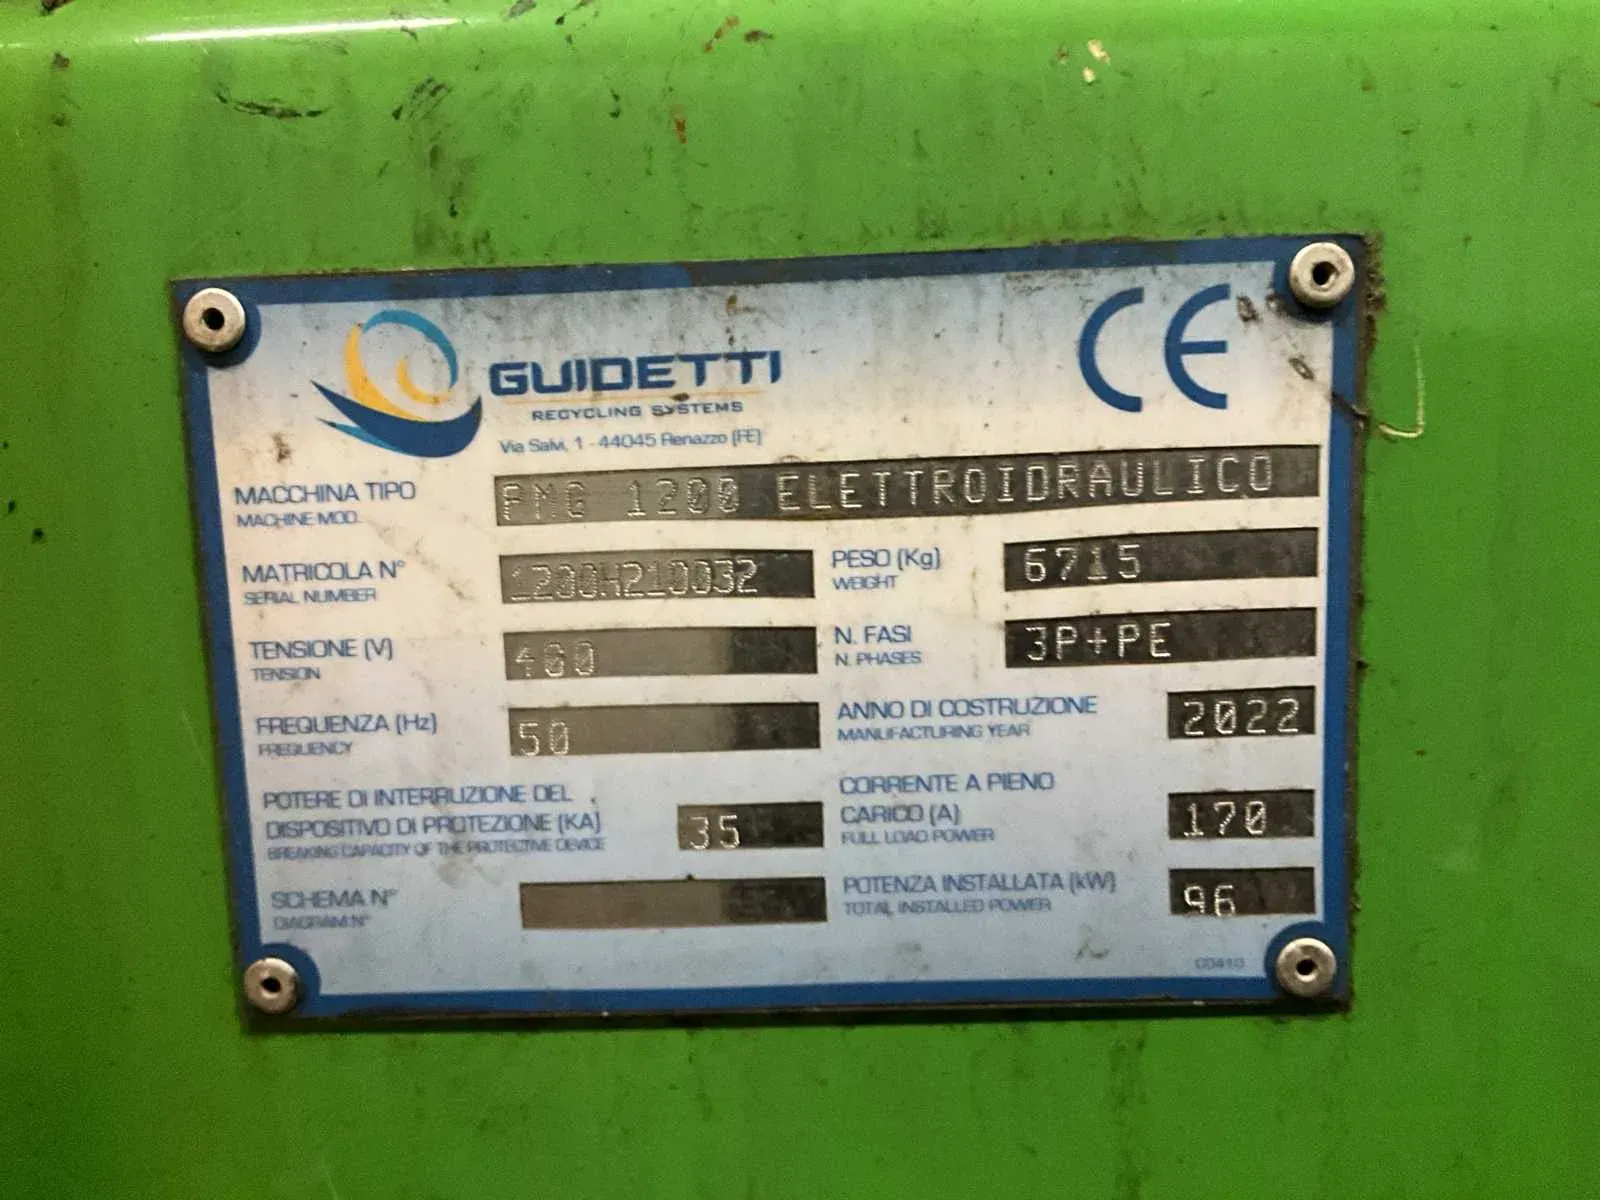 GUIDETTI
RECYCLING SYSTEMS
Via Salvi, 1 - 44045 Renazzo (FE)
CE
MACCHINA TIPO
MACHINE MOD.
PMG 1200 ELETTROIDRAULICO
MATRICOLA N°
SERIAL NUMBER
1200H210032
PESO (Kg)
WEIGHT
6715
TENSIONE (V)
TENSION
400
N. FASI
N. PHASES
3P+PE
FREQUENZA (Hz)
FREQUENCY
50
ANNO DI COSTRUZIONE
MANUFACTURING YEAR
2022
POTERE DI INTERRUZIONE DEL
DISPOSITIVO DI PROTEZIONE (KA)
BREAKING CAPACITY OF THE PROTECTIVE DEVICE
35
CORRENTE A PIENO
CARICO (A)
FULL LOAD POWER
170
SCHEMA N°
DIAGRAM N°
POTENZA INSTALLATA (kW)
TOTAL INSTALLED POWER
96